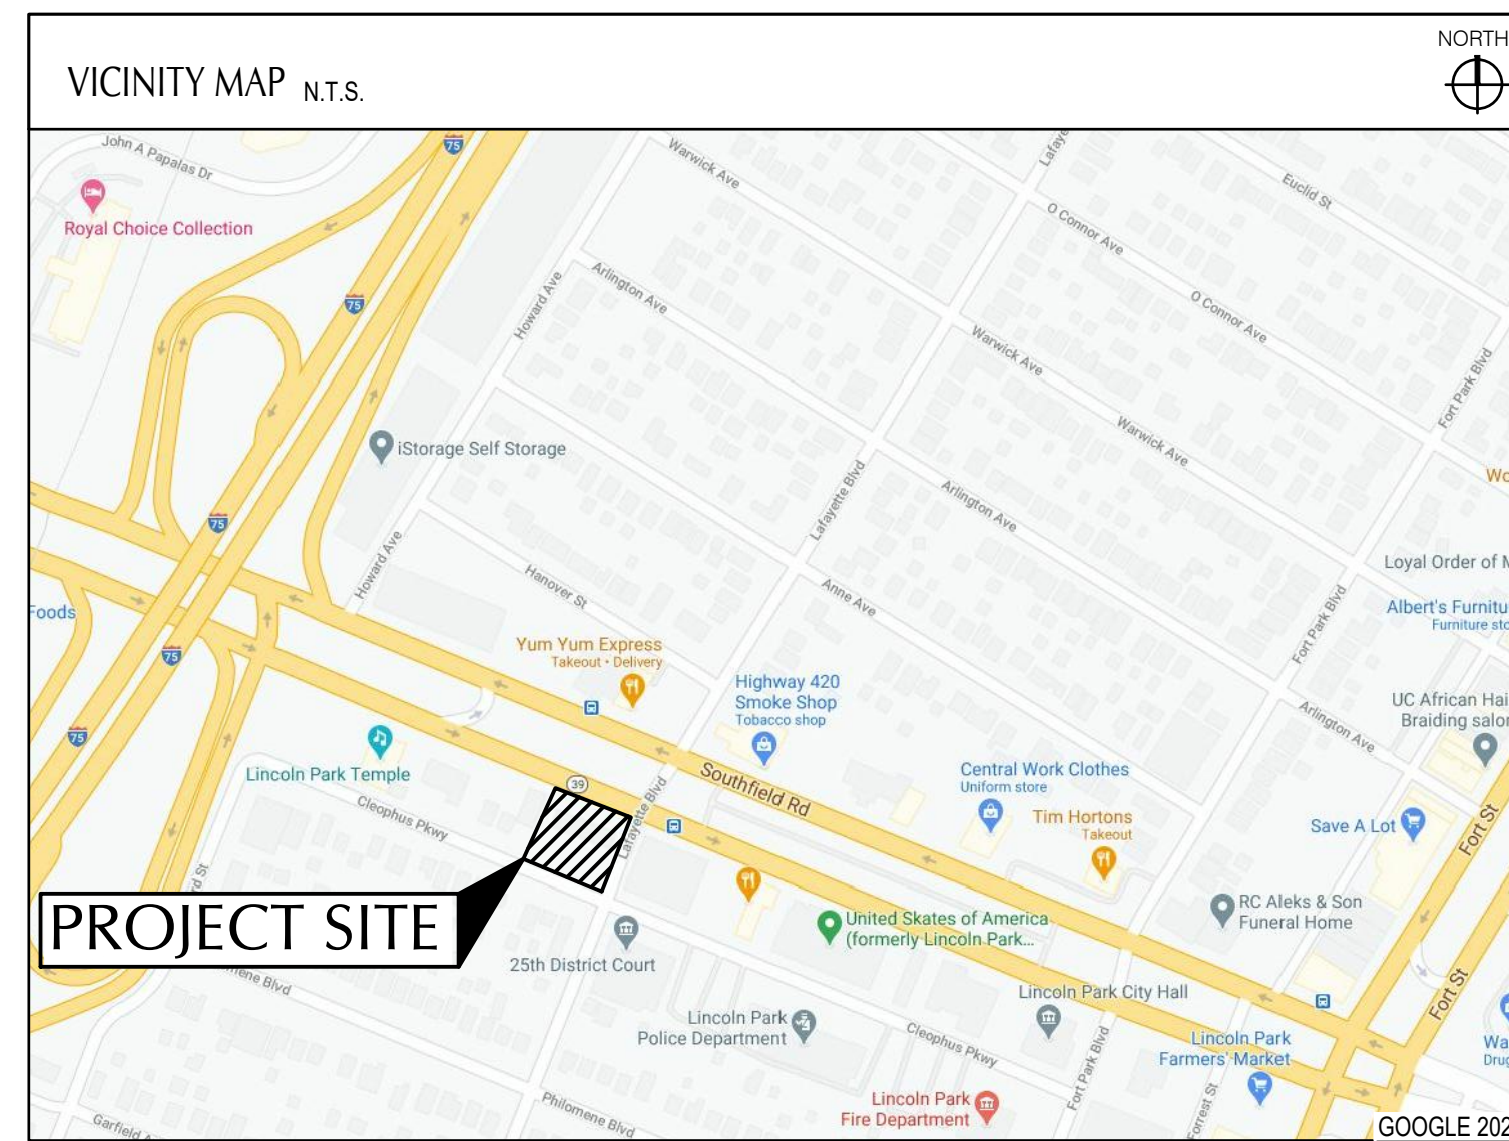 NORTH
VICINITY MAP N.T.S.
John A Papalas Dr
75
Warwick Ave
Euclid St
Royal Choice Collection
O Connor Ave
75
Howard Ave
Arlington Ave
O Connor Ave
Warwick Ave
Fort Park Blvd
iStorage Self Storage
Warwick Ave
Lafayette Blvd
Arlington Ave
75
Howard Ave
Hanover St
Anne Ave
Loyal Order of
Albert's
Furniture
Foods
Fort Park Blvd
Yum Yum Express
Takeout • Delivery
75
Highway 420
Smoke Shop
Tobacco shop
UC African
Braiding
Arlington Ave
75
Lincoln Park Temple
39
Southfield Rd
Central Work Clothes
Uniform store
Cleophus Pkwy
Lafayette Blvd
Tim Hortons
Takeout
Save A Lot
Fort St
PROJECT SITE
RC Aleks & Son
Funeral Home
United Skates of America
(formerly Lincoln Park...
25th District Court
Fort St
Lincoln Park City Hall
Lincoln Park
Police Department
Cleophus Pkwy
Lincoln Park
Farmers' Market
Fort Park Blvd
Philomene Blvd
Lincoln Park
Fire Department
Forrest St
Garfield
GOOGLE